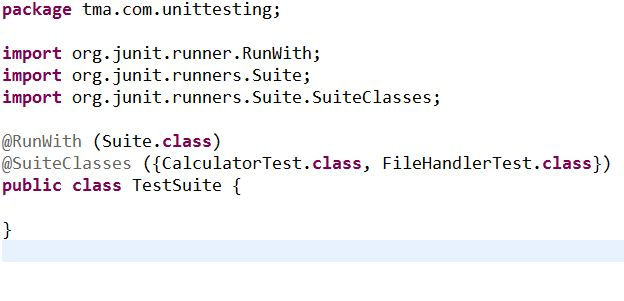 package tma.com.unittesting;
import org.junit.runner.RunWith;
import org.junit.runners.Suite;
import org.junit.runners.Suite.SuiteClasses;
@RunWith (Suite.class)
@SuiteClasses ({CalculatorTest.class, FileHandlerTest.class})
public class TestSuite {
}